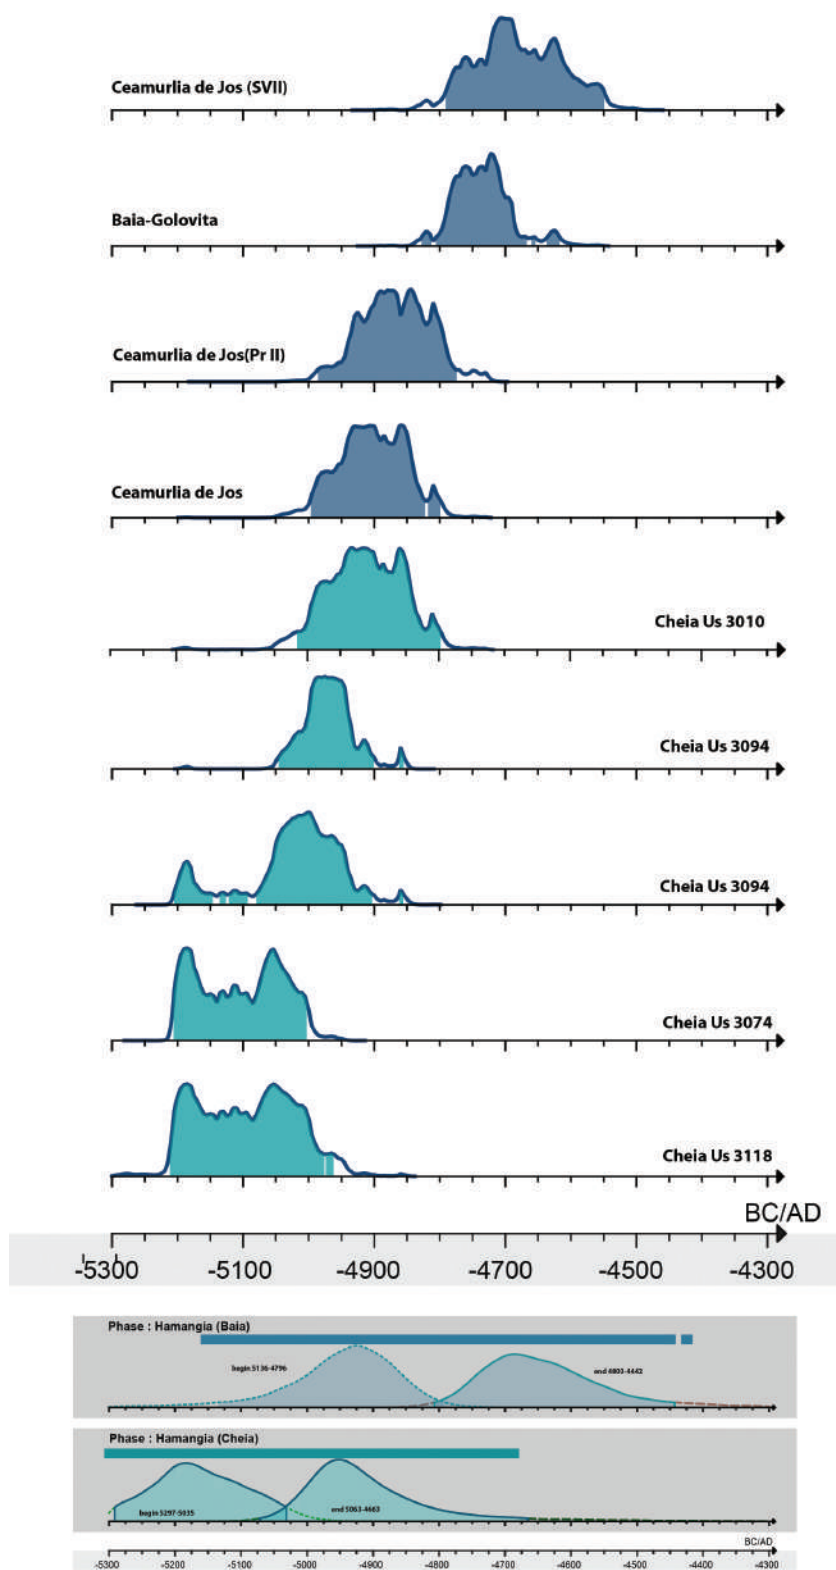 Ceamurlia de Jos (SVII)
Baia-Golovita
Ceamurlia de Jos(Pr II)
Ceamurlia de Jos
Cheia Us 3010
Cheia Us 3094
Cheia Us 3094
Cheia Us 3074
Cheia Us 3118
BC/AD
-5300 -5100 -4900 -4700 -4500 -4300
Phase : Hamangia (Baia)
begin 5136-4796
end 4803-4442
Phase : Hamangia (Cheia)
begin 5297-5035
end 5063-4663
BC/AD
-5300 -5200 -5100 -5000 -4900 -4800 -4700 -4600 -4500 -4400 -4300